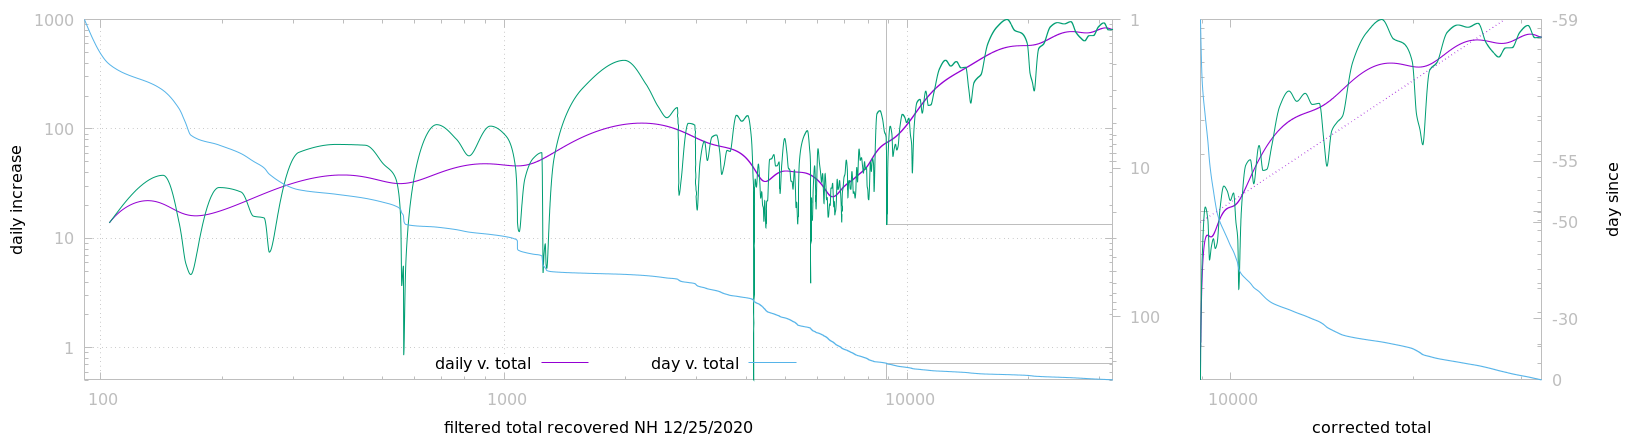 1000
100
10
1
daily increase
1
10
100
100
1000
10000
daily v. total
day v. total
filtered total recovered NH 12/25/2020
-59
-55
-50
-30
0
day since
10000
corrected total